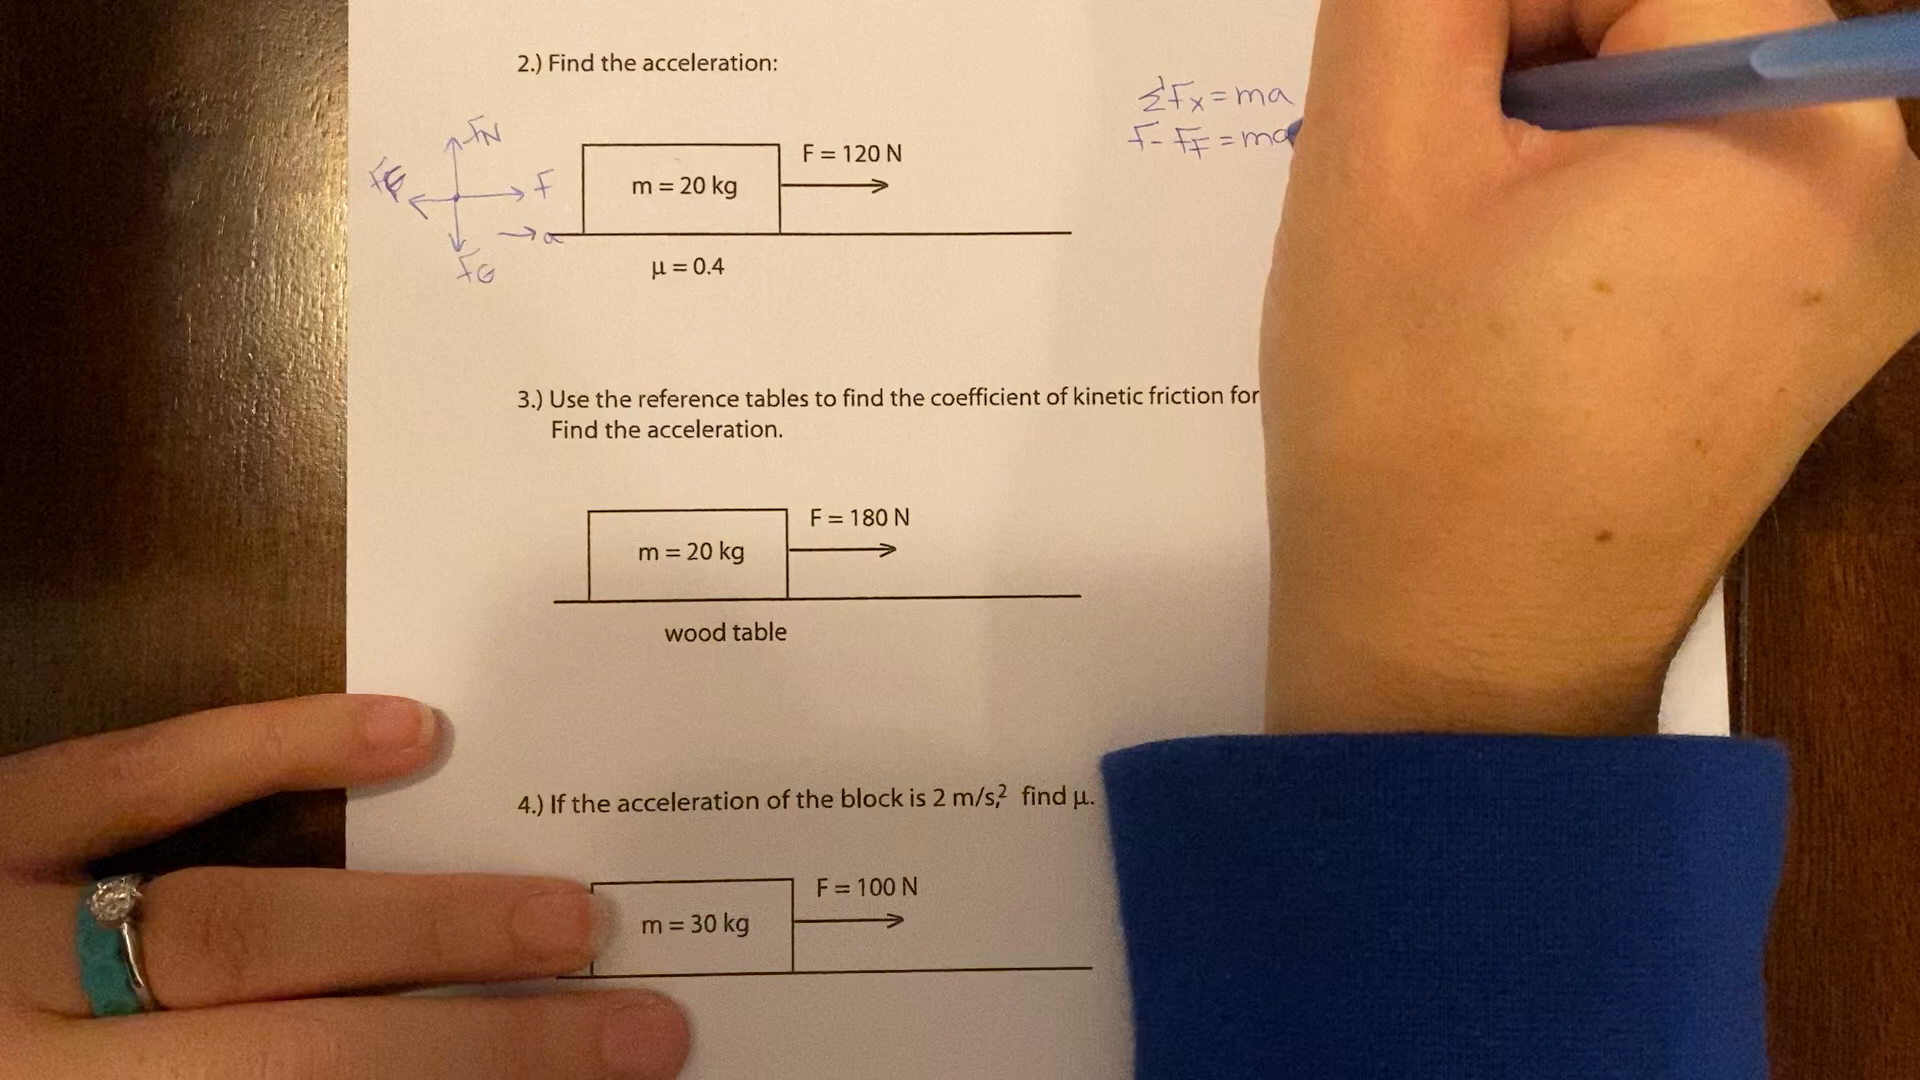 2.) Find the acceleration:
ΣFx = ma
F - FF = ma
FN
FF
F
→ a
FG
m = 20 kg
F = 120 N
μ = 0.4
3.) Use the reference tables to find the coefficient of kinetic friction for
Find the acceleration.
F = 180 N
m = 20 kg
wood table
4.) If the acceleration of the block is 2 m/s,² find μ.
F = 100 N
m = 30 kg